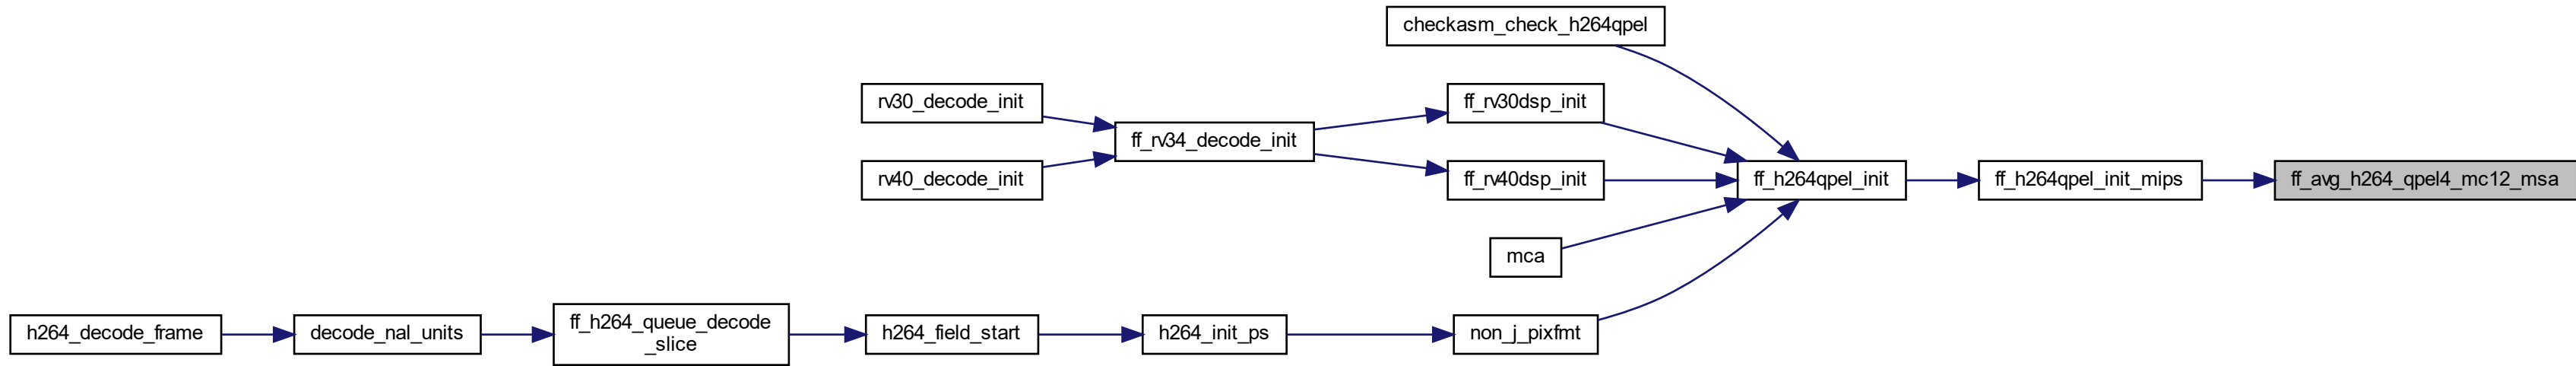 checkasm_check_h264qpel
rv30_decode_init
ff_rv30dsp_init
ff_rv34_decode_init
rv40_decode_init
ff_rv40dsp_init
ff_h264qpel_init
ff_h264qpel_init_mips
ff_avg_h264_qpel4_mc12_msa
mca
h264_decode_frame
decode_nal_units
ff_h264_queue_decode
_slice
h264_field_start
h264_init_ps
non_j_pixfmt